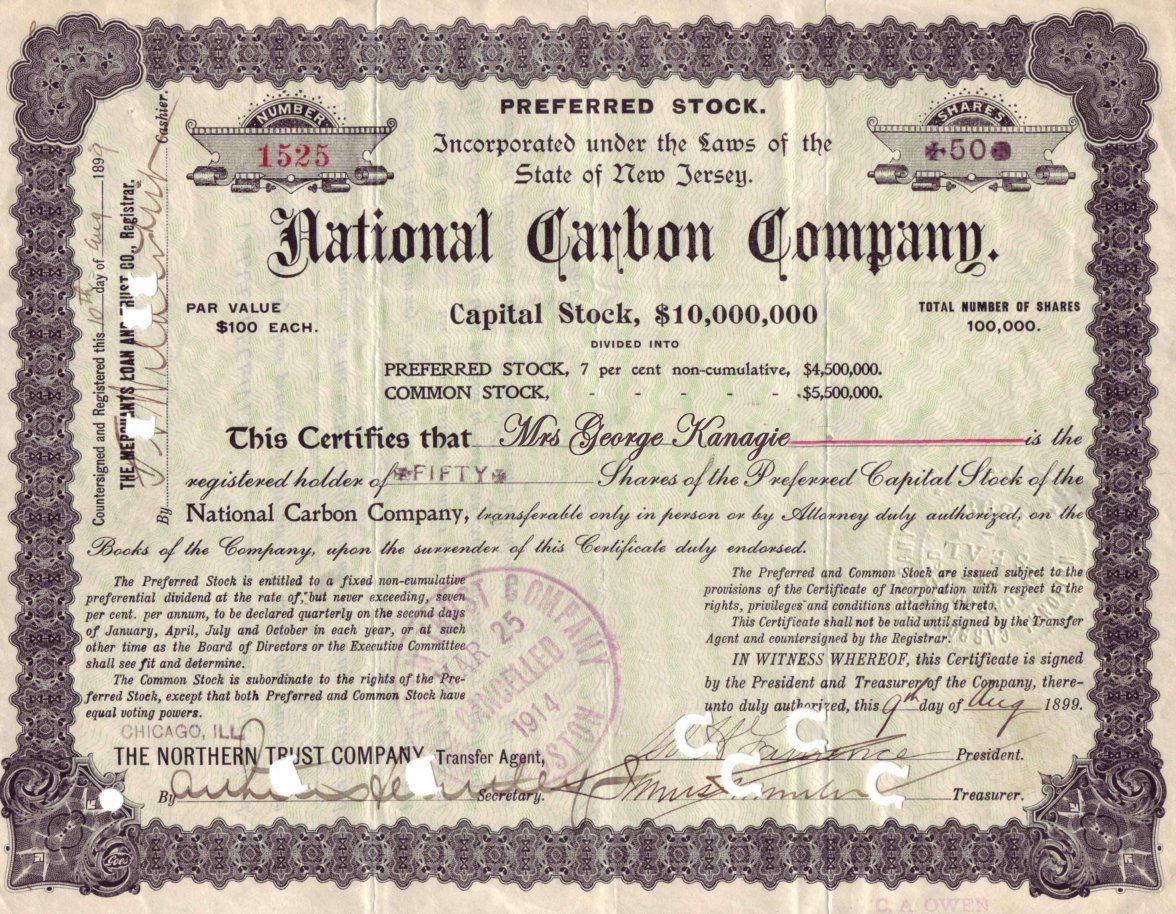 PREFERRED STOCK.
NUMBER
1525
Incorporated under the Laws of the
State of New Jersey.
SHARES
50
National Carbon Company.
PAR VALUE
$100 EACH.
Capital Stock, $10,000,000
TOTAL NUMBER OF SHARES
100,000.
DIVIDED INTO
PREFERRED STOCK, 7 per cent non-cumulative, $4,500,000.
COMMON STOCK, - - - - - - $5,500,000.
This Certifies that Mrs George Kanagie is the
registered holder of FIFTY Shares of the Preferred Capital Stock of the
National Carbon Company, transferable only in person or by Attorney duly authorized, on the
Books of the Company, upon the surrender of this Certificate duly endorsed.
The Preferred Stock is entitled to a fixed non-cumulative
preferential dividend at the rate of, but never exceeding, seven
per cent. per annum, to be declared quarterly on the second days
of January, April, July and October in each year, or at such
other time as the Board of Directors or the Executive Committee
shall see fit and determine.
The Common Stock is subordinate to the rights of the Pre-
ferred Stock, except that both Preferred and Common Stock have
equal voting powers.
CHICAGO, ILL.
THE NORTHERN TRUST COMPANY, Transfer Agent,
By Secretary.
The Preferred and Common Stock are issued subject to the
provisions of the Certificate of Incorporation with respect to the
rights, privileges and conditions attaching thereto.
This Certificate shall not be valid until signed by the Transfer
Agent and countersigned by the Registrar.
IN WITNESS WHEREOF, this Certificate is signed
by the President and Treasurer of the Company, there-
unto duly authorized, this 9th day of Aug 1899.
President.
Treasurer.
Countersigned and Registered this 10th day of Aug 1899
THE MERCHANTS LOAN AND TRUST CO., Registrar.
By Cashier.
COMPANY
MAR 25
CANCELLED
1914
SEAL
Goes
C. A. OWEN